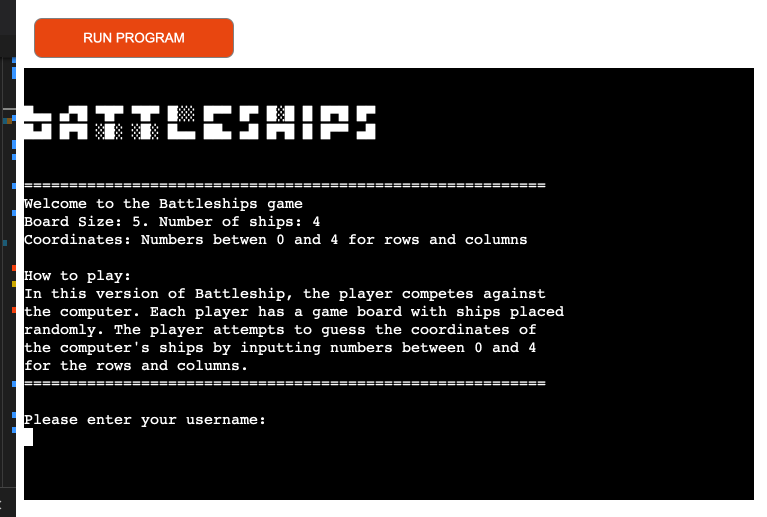 RUN PROGRAM
BATTLESHIPS
==========================================================
Welcome to the Battleships game
Board Size: 5. Number of ships: 4
Coordinates: Numbers betwen 0 and 4 for rows and columns
How to play:
In this version of Battleship, the player competes against
the computer. Each player has a game board with ships placed
randomly. The player attempts to guess the coordinates of
the computer's ships by inputting numbers between 0 and 4
for the rows and columns.
==========================================================
Please enter your username: